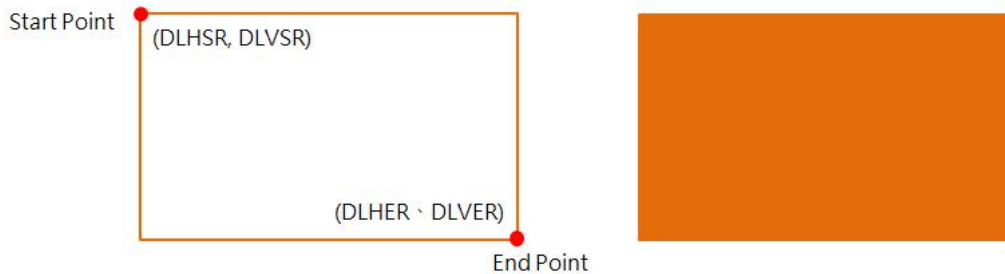 Start Point
(DLHSR, DLVSR)
(DLHER、DLVER)
End Point